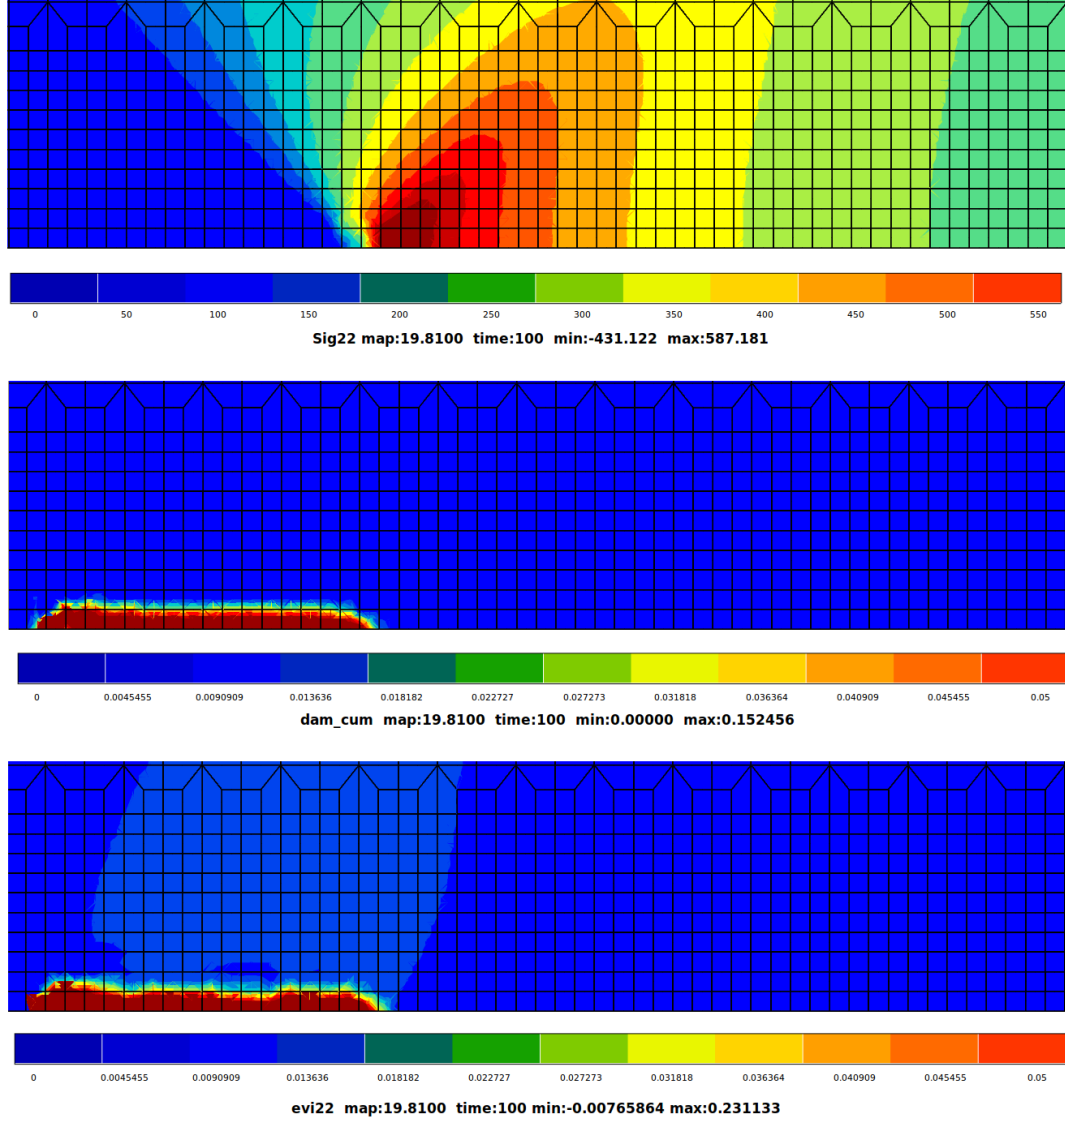 0 50 100 150 200 250 300 350 400 450 500 550
Sig22 map:19.8100 time:100 min:-431.122 max:587.181
0 0.0045455 0.0090909 0.013636 0.018182 0.022727 0.027273 0.031818 0.036364 0.040909 0.045455 0.05
dam_cum map:19.8100 time:100 min:0.00000 max:0.152456
0 0.0045455 0.0090909 0.013636 0.018182 0.022727 0.027273 0.031818 0.036364 0.040909 0.045455 0.05
evi22 map:19.8100 time:100 min:-0.00765864 max:0.231133